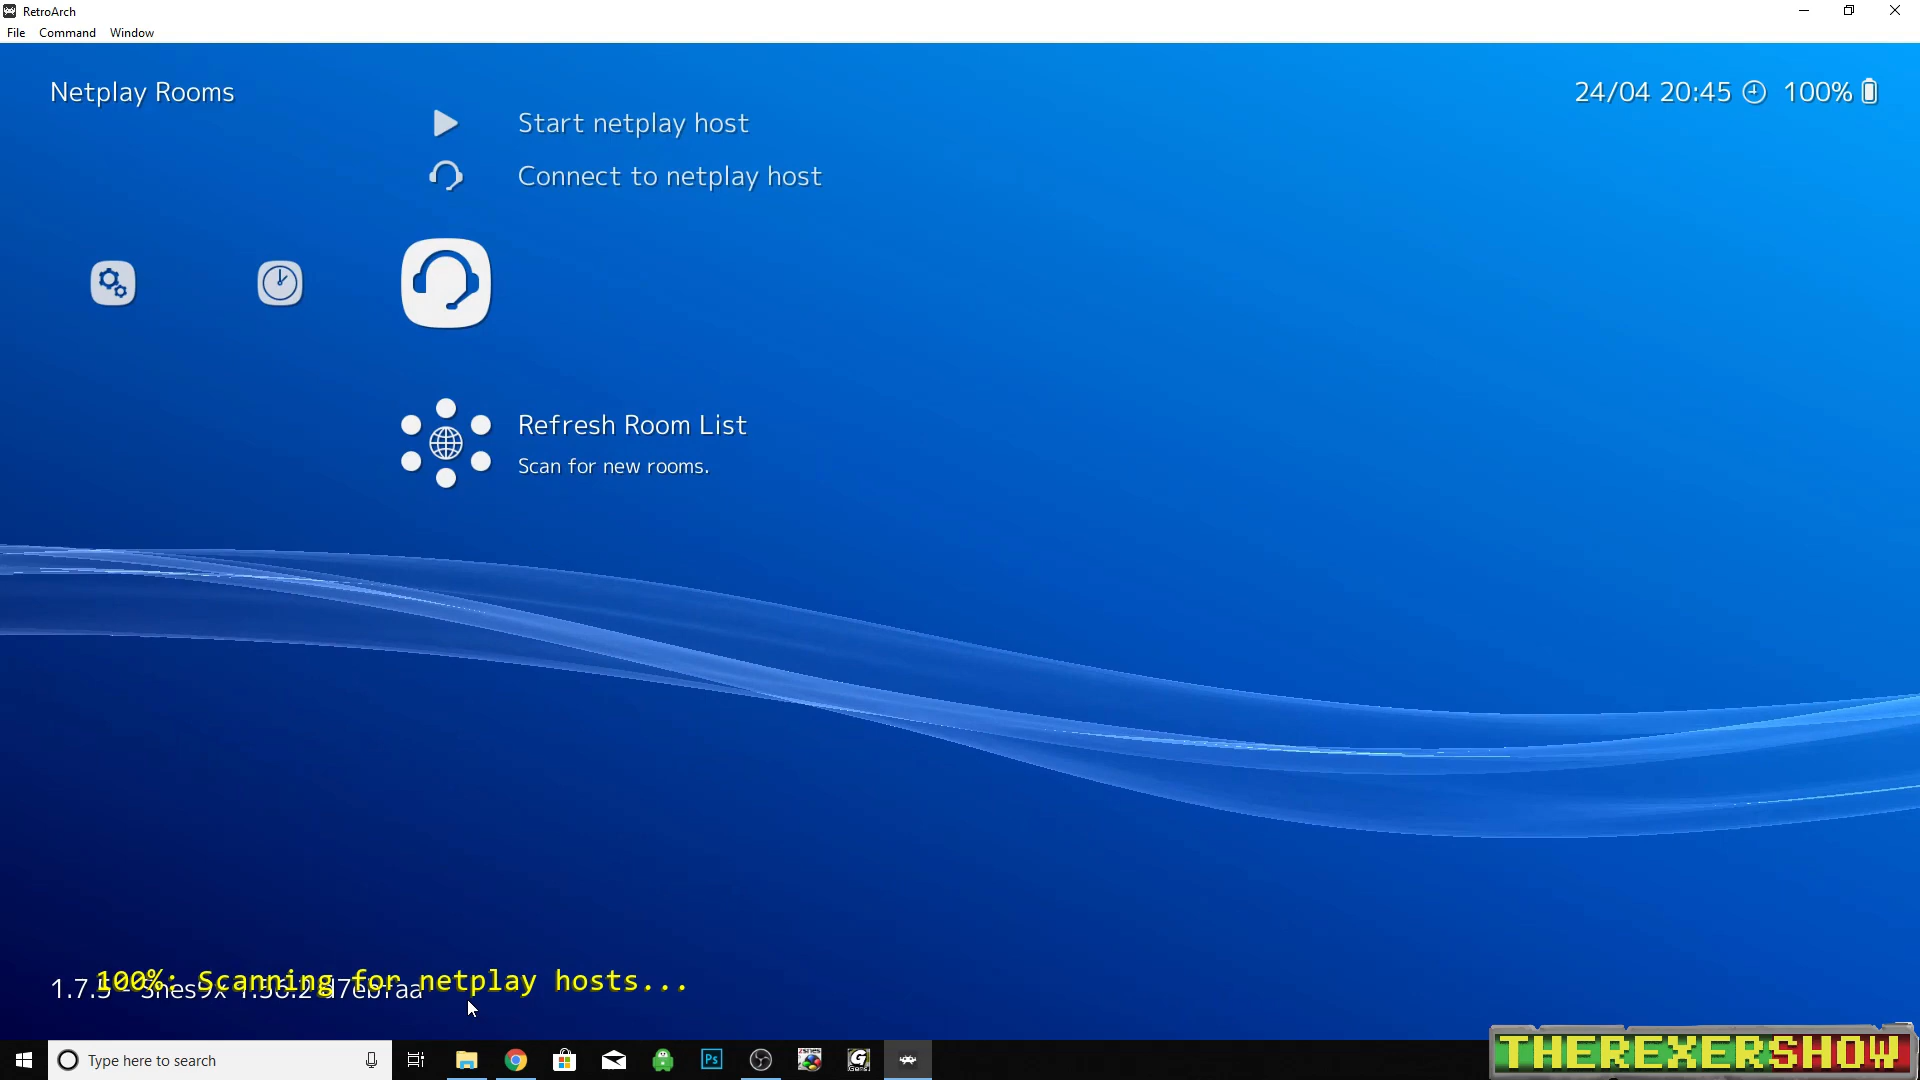 RetroArch
File Command Window
Netplay Rooms
24/04 20:45 100%
Start netplay host
Connect to netplay host
Refresh Room List
Scan for new rooms.
100%: Scanning for netplay hosts...
Type here to search
Ps
THEREXERSHOW